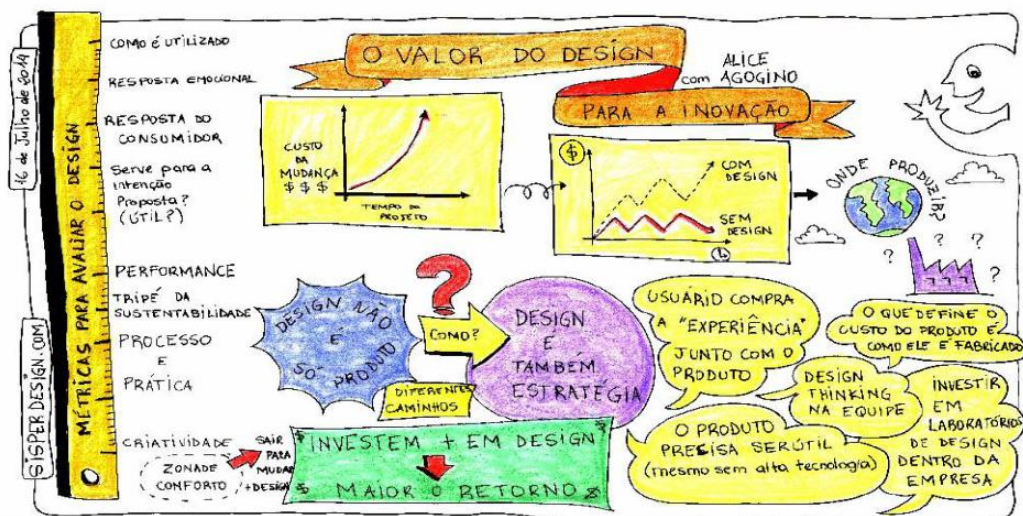 16 de Julho de 2014
SISPER DESIGN.COM
MÉTRICAS PARA AVALIAR O DESIGN
COMO É UTILIZADO
RESPOSTA EMOCIONAL
RESPOSTA DO
CONSUMIDOR
Serve para a
intenção
Proposta?
(ÚTIL?)
PERFORMANCE
TRIPÉ DA
SUSTENTABILIDADE
PROCESSO
E
PRÁTICA
CRIATIVIDADE
ZONA DE
CONFORTO
SAIR
PARA
MUDAR
+ DESIGN
O VALOR DO DESIGN
com ALICE
AGOGINO
PARA A INOVAÇÃO
CUSTO
DA
MUDANÇA
$ $ $
TEMPO DO
PROJETO
$
COM
DESIGN
SEM
DESIGN
ONDE PRODUZIR?
? ? ?
DESIGN NÃO
É
SÓ PRODUTO
?
COMO?
DIFERENTES
CAMINHOS
DESIGN
E
TAMBÉM
ESTRATÉGIA
$ INVESTEM + EM DESIGN $
$ MAIOR O RETORNO $
USUÁRIO COMPRA
A "EXPERIÊNCIA"
JUNTO COM O
PRODUTO
O QUE DEFINE O
CUSTO DO PRODUTO É
COMO ELE É FABRICADO
DESIGN
THINKING
NA EQUIPE
O PRODUTO
PRECISA SER ÚTIL
(mesmo sem alta tecnologia)
INVESTIR
EM
LABORATÓRIOS
DE DESIGN
DENTRO DA
EMPRESA